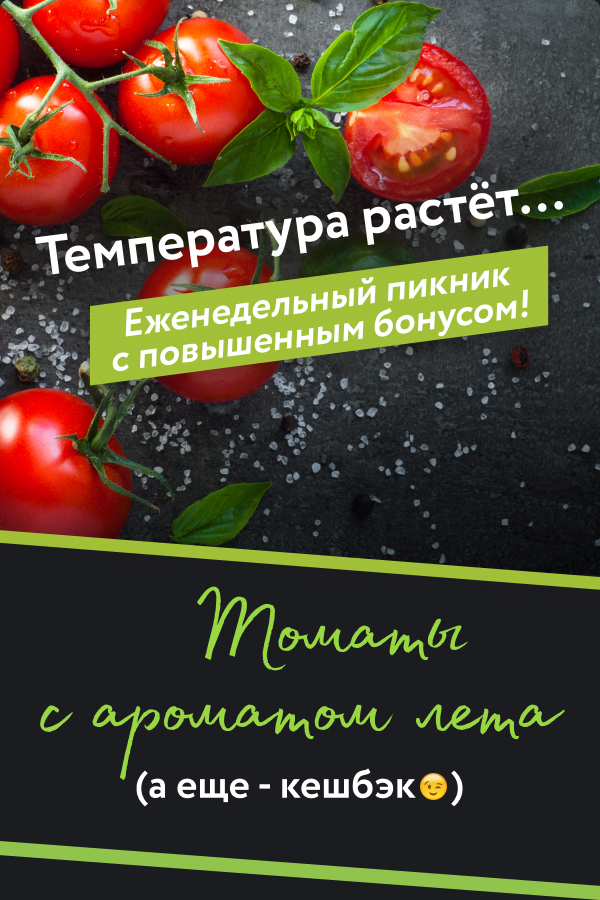 Температура растёт...
Еженедельный пикник
с повышенным бонусом!
Томаты
с ароматом лета
(а еще - кешбэк😉)